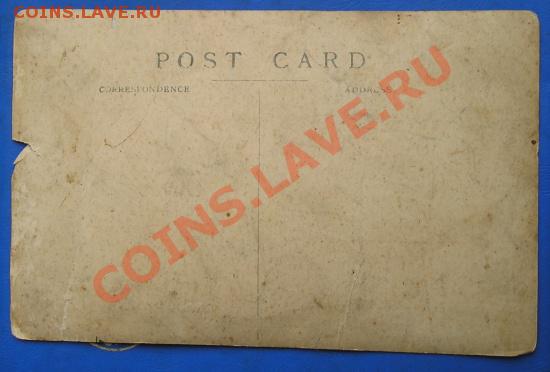 COINS.LAVE.RU
POST CARD
CORRESPONDENCE
ADDRESS
COINS.LAVE.RU